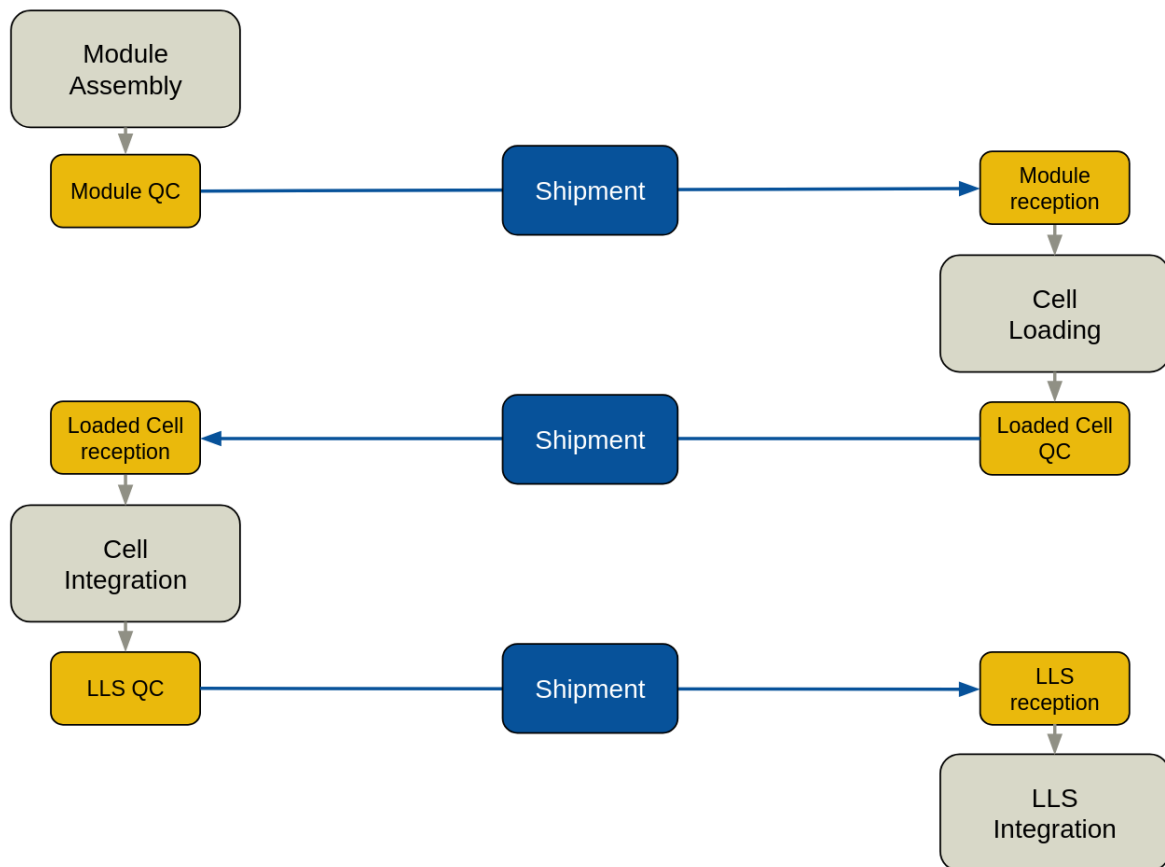 Module
Assembly
Module QC
Shipment
Module
reception
Cell
Loading
Loaded Cell
reception
Shipment
Loaded Cell
QC
Cell
Integration
LLS QC
Shipment
LLS
reception
LLS
Integration